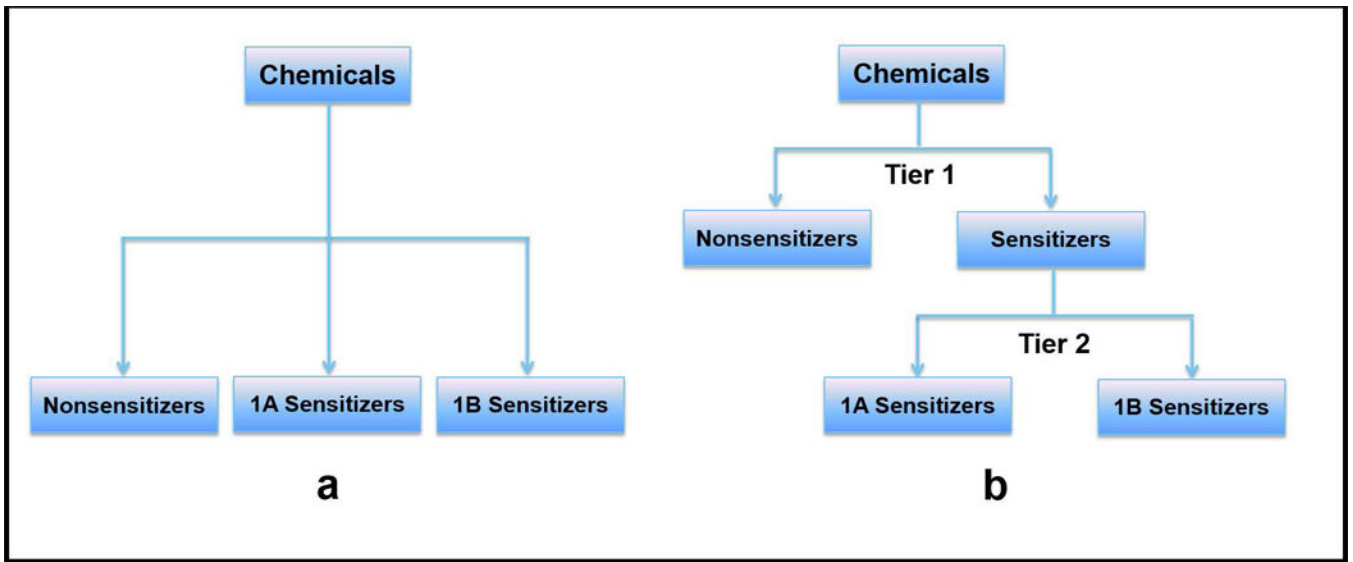 Chemicals
Nonsensitizers
1A Sensitizers
1B Sensitizers
a
Chemicals
Tier 1
Nonsensitizers
Sensitizers
Tier 2
1A Sensitizers
1B Sensitizers
b